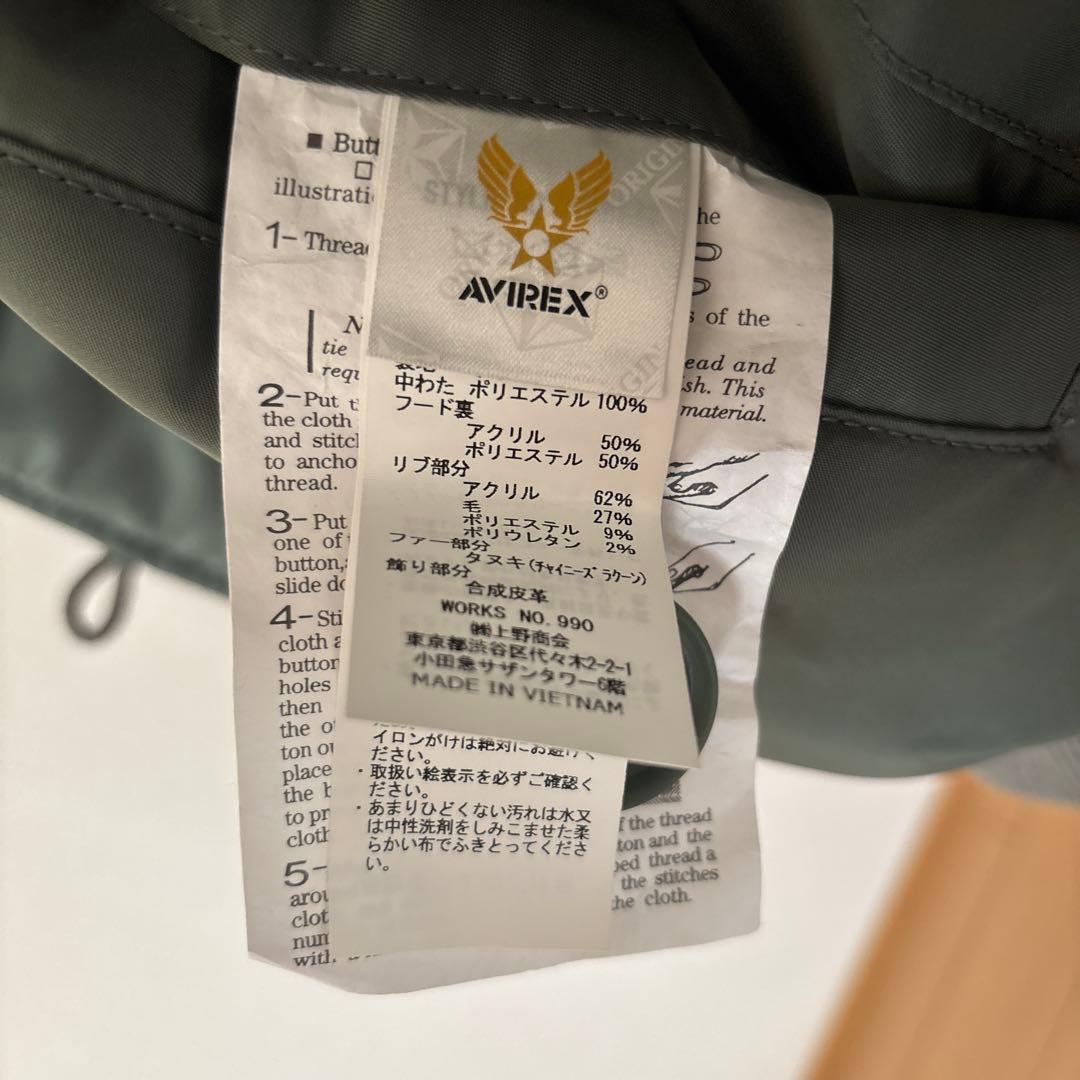 ■ Butt
illustrati
1- Threa
tie
requ
2-Put t
the cloth
and stitc
to ancho
thread.
3- Put
one of
button,
slide do
4- Sti
cloth a
button
holes
then
the o
ton ou
place
the b
to pr
cloth
5-
arou
clot
num
with
STYL
ORIGIN
AVIREX®
中わた ポリエステル 100%
フード裏
アクリル 50%
ポリエステル 50%
リブ部分
アクリル 62%
毛 27%
ポリエステル 9%
ポリウレタン 2%
ファー部分
タヌキ(チャイニーズ ラクーン)
飾り部分
合成皮革
WORKS NO. 990
㈱上野商会
東京都渋谷区代々木2-2-1
小田急サザンタワー6階
MADE IN VIETNAM
イロンがけは絶対にお避けく
ださい。
・取扱い絵表示を必ずご確認く
ださい。
・あまりひどくない汚れは水又
は中性洗剤をしみこませた柔
らかい布でふきとってくださ
い。
he
s of the
ead and
sh. This
material.
f the thread
ton and the
ped thread a
the stitches
he cloth.